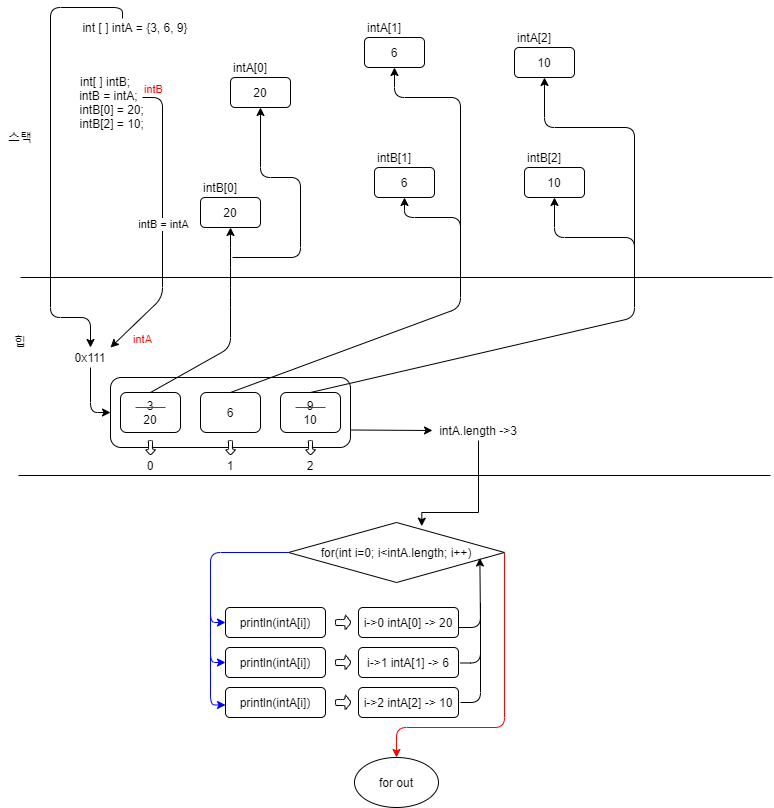 int [ ] intA = {3, 6, 9}
intA[0]
20
intA[1]
6
intA[2]
10
int[ ] intB;
intB = intA;
intB[0] = 20;
intB[2] = 10;
intB
스택
intB[0]
20
intB[1]
6
intB[2]
10
intB = intA
힙
intA
0x111
3
20
6
9
10
0
1
2
intA.length ->3
for(int i=0; i<intA.length; i++)
println(intA[i])
i->0 intA[0] -> 20
println(intA[i])
i->1 intA[1] -> 6
println(intA[i])
i->2 intA[2] -> 10
for out